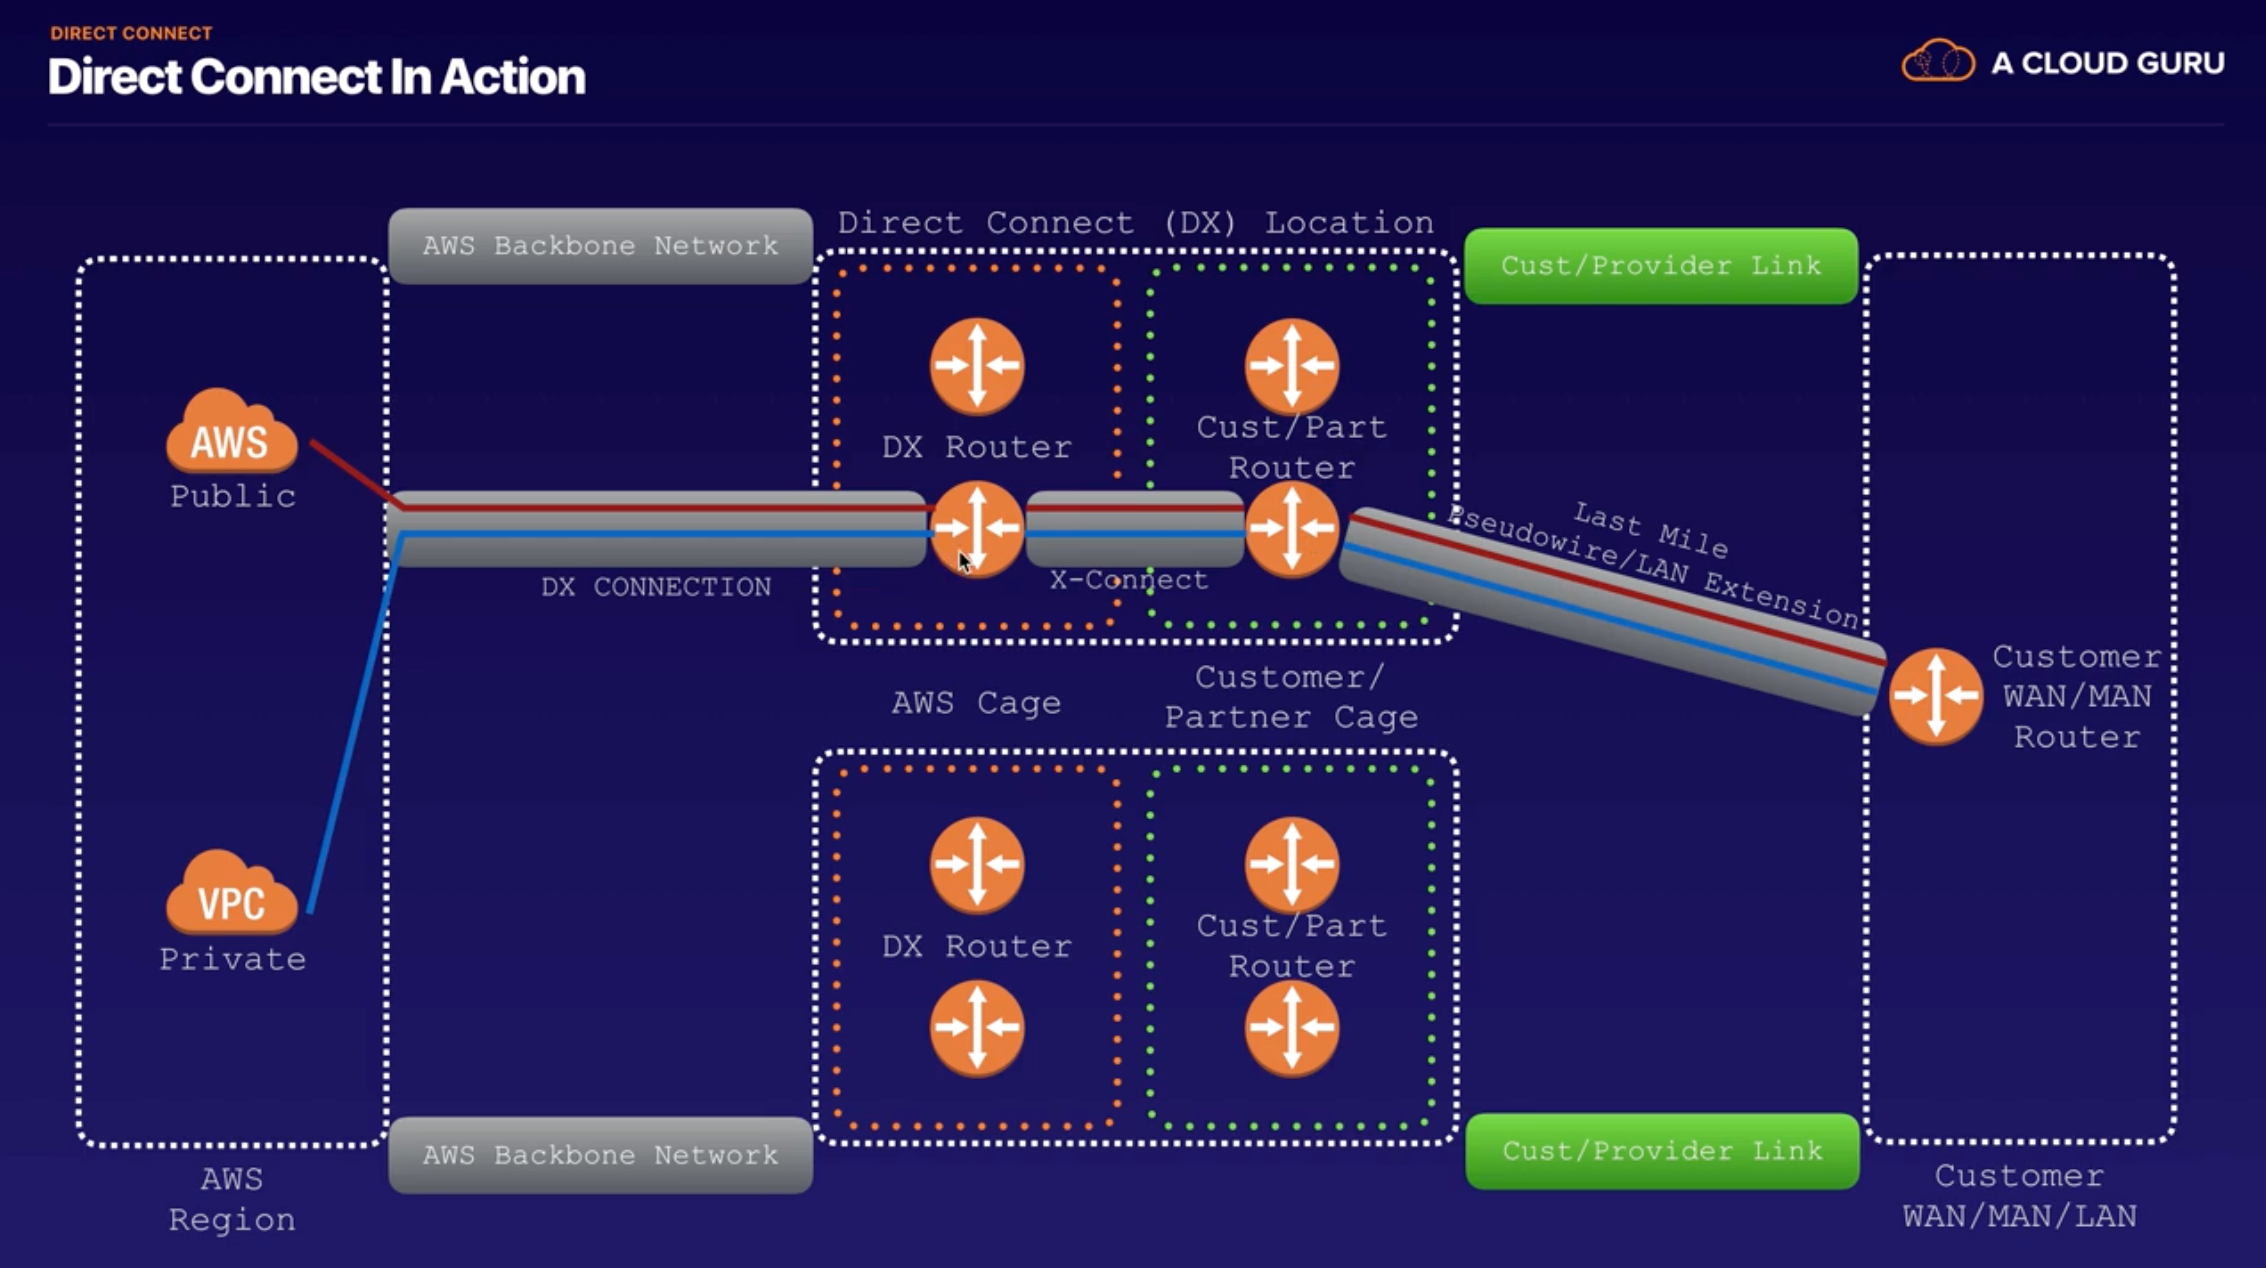 DIRECT CONNECT
Direct Connect In Action
A CLOUD GURU
AWS Backbone Network
Direct Connect (DX) Location
Cust/Provider Link
AWS
Public
DX Router
Cust/Part
Router
DX CONNECTION
X-Connect
Last Mile
Pseudowire/LAN Extension
Customer
WAN/MAN
Router
AWS Cage
Customer/
Partner Cage
VPC
Private
DX Router
Cust/Part
Router
AWS Backbone Network
Cust/Provider Link
AWS
Region
Customer
WAN/MAN/LAN